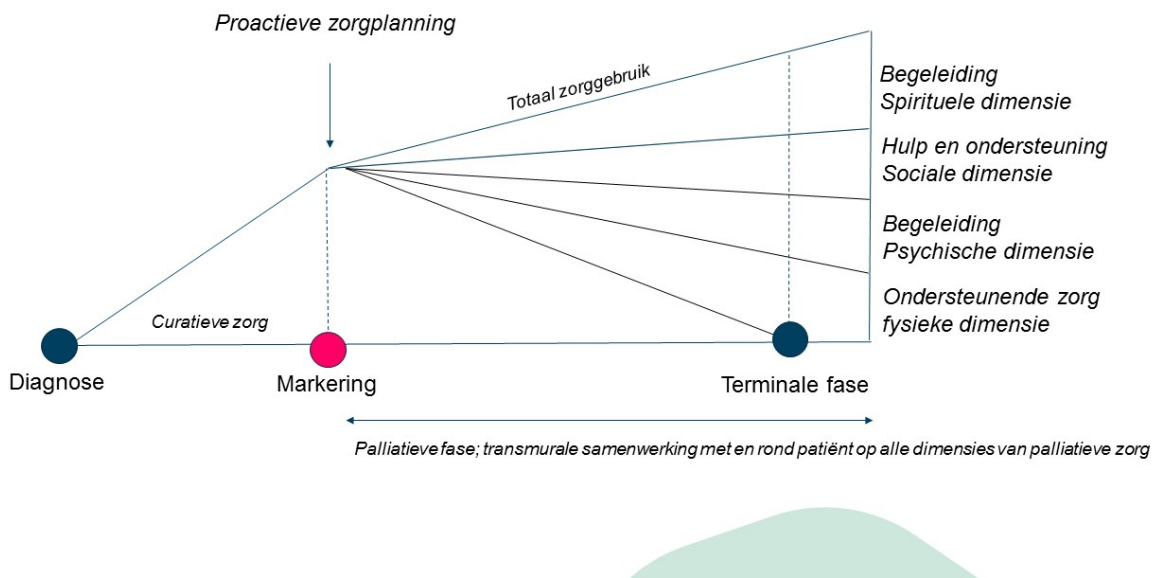 Proactieve zorgplanning
Totaal zorggebruik
Begeleiding
Spirituele dimensie
Hulp en ondersteuning
Sociale dimensie
Begeleiding
Psychische dimensie
Ondersteunende zorg
fysieke dimensie
Curatieve zorg
Diagnose
Markering
Terminale fase
Palliatieve fase; transmurale samenwerking met en rond patiënt op alle dimensies van palliatieve zorg